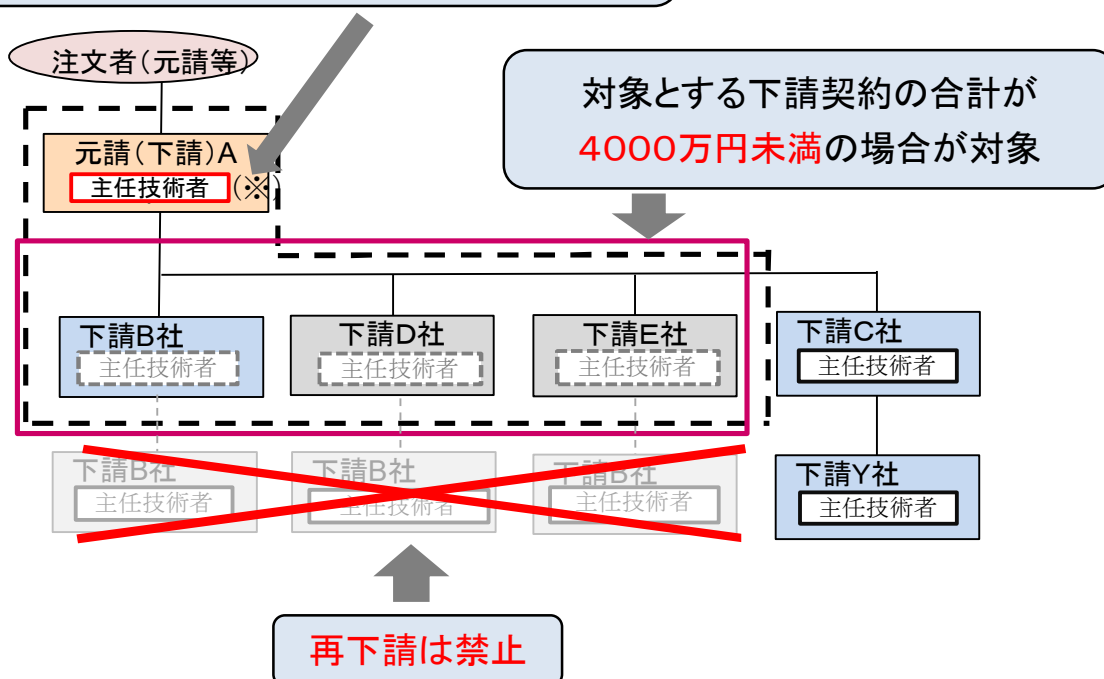 注文者(元請等)
対象とする下請契約の合計が
4000万円未満の場合が対象
元請(下請)A
主任技術者(※)
下請B社
主任技術者
下請D社
主任技術者
下請E社
主任技術者
下請C社
主任技術者
下請B社
主任技術者
下請B社
主任技術者
下請B社
主任技術者
下請Y社
主任技術者
再下請は禁止